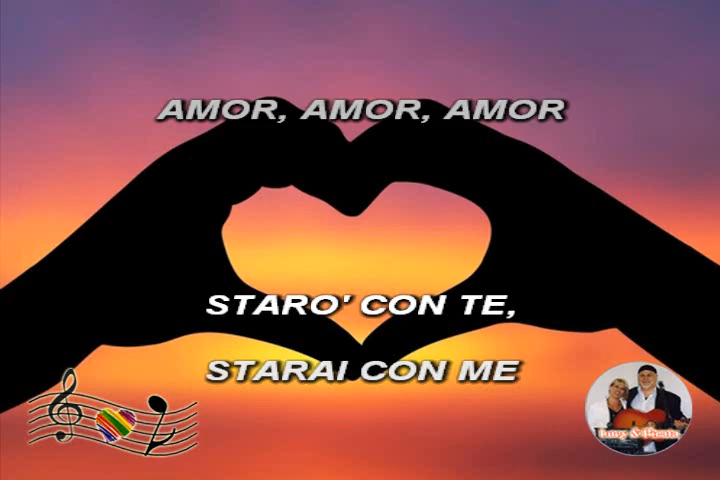 AMOR, AMOR, AMOR
STARO' CON TE,
STARAI CON ME